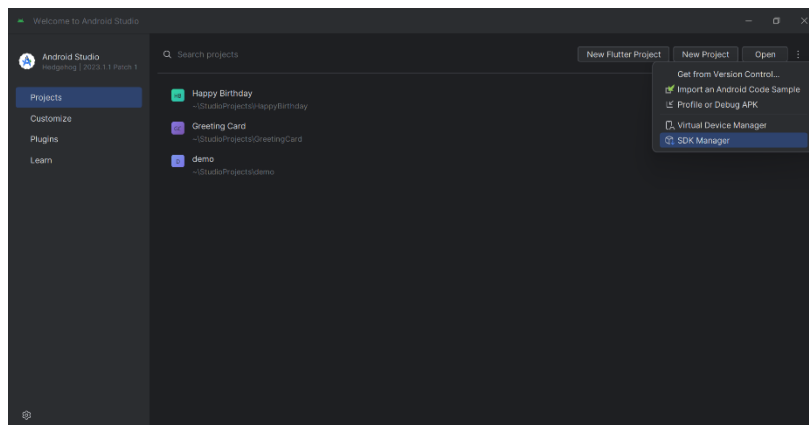 Welcome to Android Studio
Android Studio
Hedgehog | 2023.1.1 Patch 1
Projects
Customize
Plugins
Learn
Search projects
New Flutter Project
New Project
Open
Happy Birthday
~\StudioProjects\HappyBirthday
Greeting Card
~\StudioProjects\GreetingCard
demo
~\StudioProjects\demo
Get from Version Control...
Import an Android Code Sample
Profile or Debug APK
Virtual Device Manager
SDK Manager
HB
GC
D